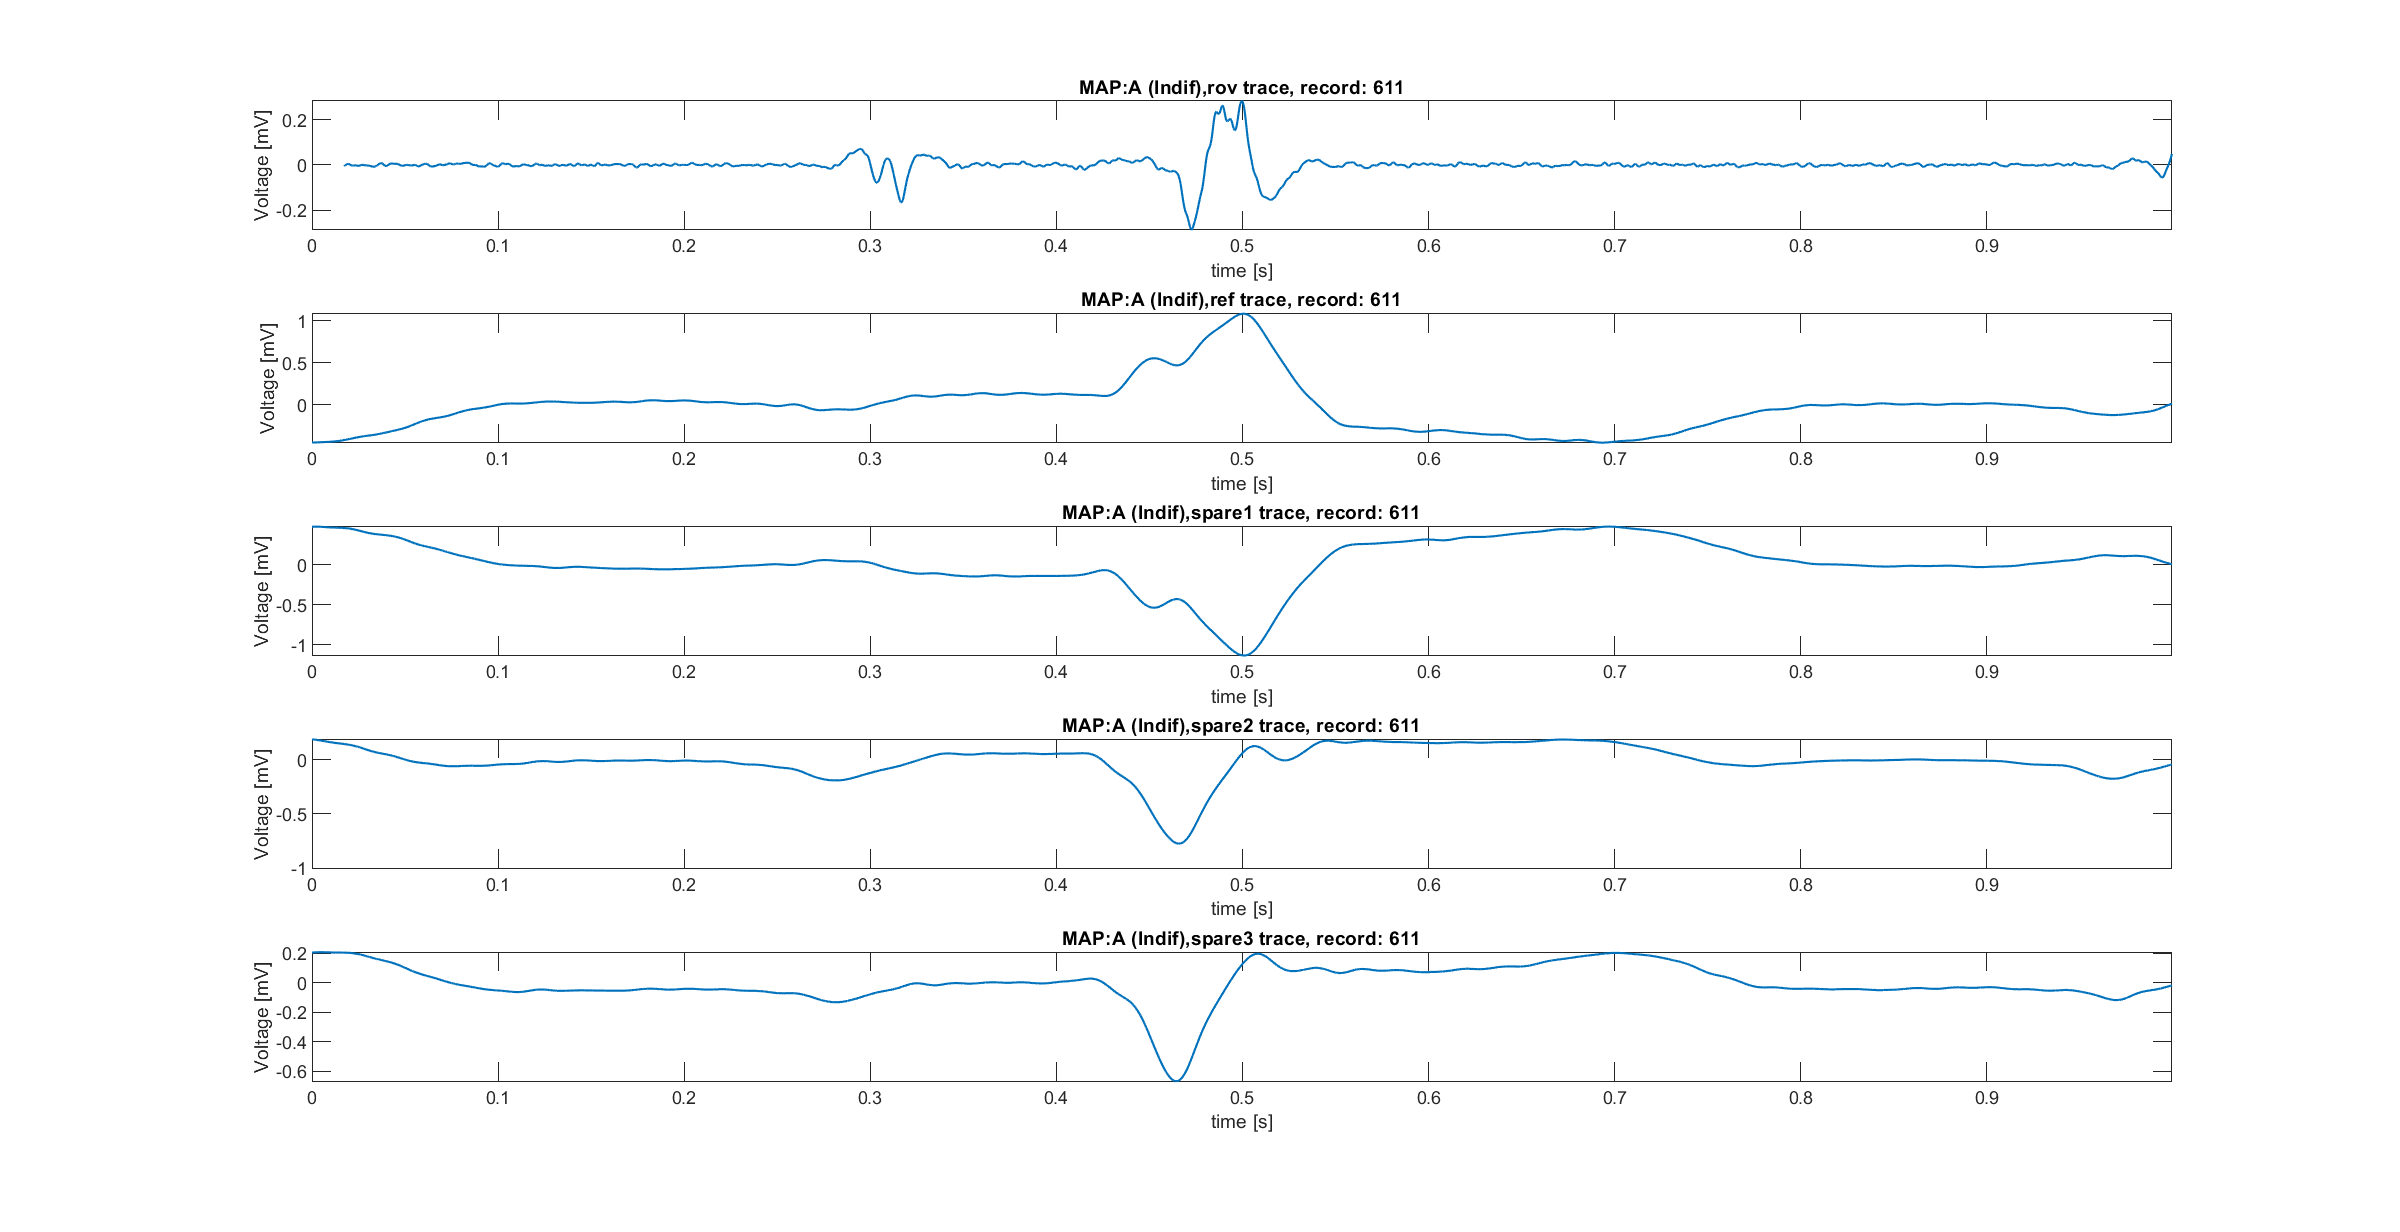 MAP:A (Indif),rov trace, record: 611
Voltage [mV]
0.2
0
-0.2
0 0.1 0.2 0.3 0.4 0.5 0.6 0.7 0.8 0.9
time [s]
MAP:A (Indif),ref trace, record: 611
Voltage [mV]
1
0.5
0
0 0.1 0.2 0.3 0.4 0.5 0.6 0.7 0.8 0.9
time [s]
MAP:A (Indif),spare1 trace, record: 611
Voltage [mV]
0
-0.5
-1
0 0.1 0.2 0.3 0.4 0.5 0.6 0.7 0.8 0.9
time [s]
MAP:A (Indif),spare2 trace, record: 611
Voltage [mV]
0
-0.5
-1
0 0.1 0.2 0.3 0.4 0.5 0.6 0.7 0.8 0.9
time [s]
MAP:A (Indif),spare3 trace, record: 611
Voltage [mV]
0.2
0
-0.2
-0.4
-0.6
0 0.1 0.2 0.3 0.4 0.5 0.6 0.7 0.8 0.9
time [s]